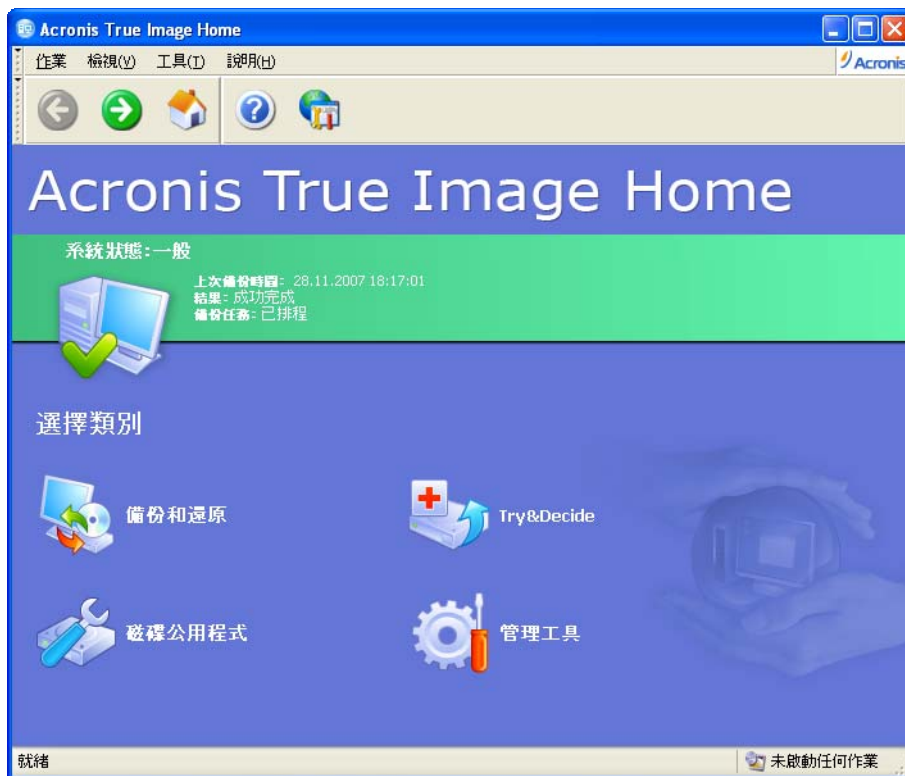 Acronis True Image Home
作業 檢視(V) 工具(T) 說明(H)
Acronis
Acronis True Image Home
系統狀態:一般
上次備份時間: 28.11.2007 18:17:01
結果: 成功完成
備份任務: 已排程
選擇類別
備份和還原
Try&Decide
磁碟公用程式
管理工具
就緒
未啟動任何作業